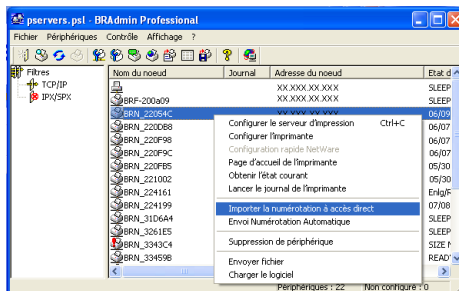 pservers.psl - BRAdmin Professional
Fichier Périphériques Contrôle Affichage ?
Filtres
TCP/IP
IPX/SPX
Nom du noeud Journal Adresse du noeud Etat d
XX.XXX.XX.XXX SLEEP
BRF-200a09 XX.XXX.XX.XXX SLEEP
BRN_22054C 06/09
BRN_220DB8 06/07
BRN_220F98 06/07
BRN_220F9C 06/07
BRN_220FB5 05/30
BRN_221002 05/30
BRN_224161 Enlg/F
BRN_224199 07/08
BRN_31D6A4 SLEEP
BRN_3261E5 SLEEP
BRN_3343C4 SIZE
BRN_33459B READY
Configurer le serveur d'impression Ctrl+C
Configurer l'imprimante
Configuration rapide NetWare
Page d'accueil de l'imprimante
Obtenir l'état courant
Lancer le journal de l'imprimante
Importer la numérotation à accès direct
Envoi Numérotation Automatique
Suppression de périphérique
Envoyer fichier
Charger le logiciel
Périphériques : 22 Non configuré : 0